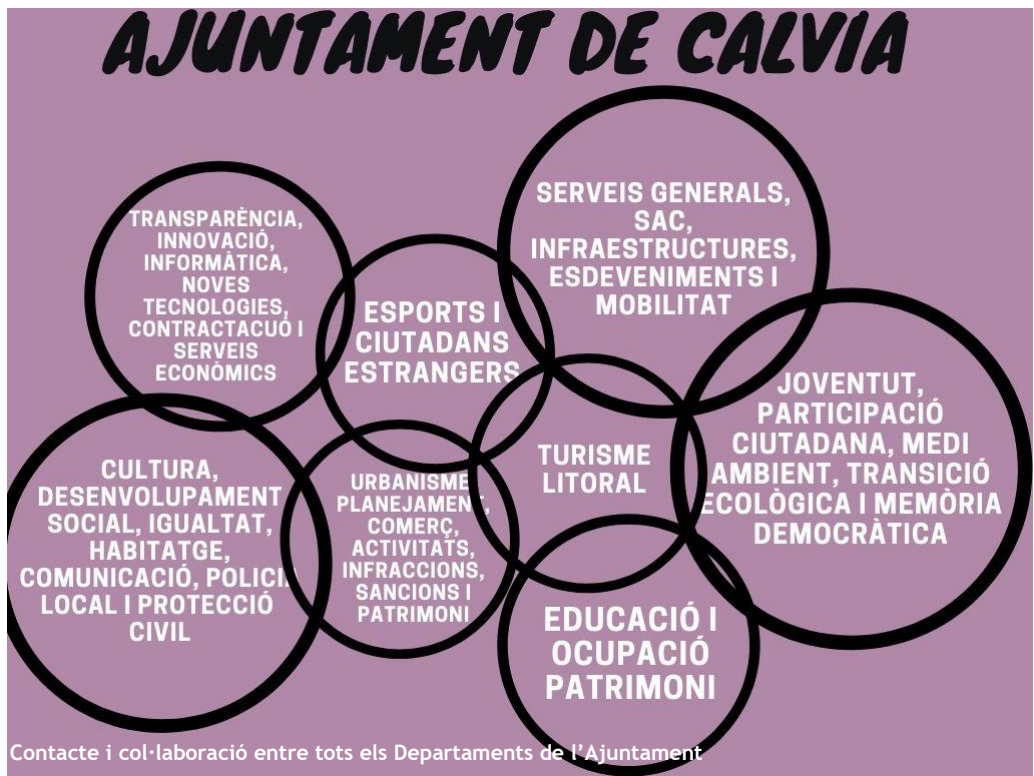 AJUNTAMENT DE CALVIA
TRANSPARÈNCIA,
INNOVACIÓ,
INFORMÀTICA,
NOVES
TECNOLOGIES,
CONTRACTACUÓ I
SERVEIS
ECONÒMICS
ESPORTS I
CIUTADANS
ESTRANGERS
SERVEIS GENERALS,
SAC,
INFRAESTRUCTURES,
ESDEVENIMENTS I
MOBILITAT
CULTURA,
DESENVOLUPAMENT
SOCIAL, IGUALTAT,
HABITATGE,
COMUNICACIÓ, POLICIA
LOCAL I PROTECCIÓ
CIVIL
URBANISME,
PLANEJAMENT,
COMERÇ,
ACTIVITATS,
INFRACCIONS,
SANCIONS I
PATRIMONI
TURISME
LITORAL
JOVENTUT,
PARTICIPACIÓ
CIUTADANA, MEDI
AMBIENT, TRANSICIÓ
ECOLÒGICA I MEMÒRIA
DEMOCRÀTICA
EDUCACIÓ I
OCUPACIÓ
PATRIMONI
Contacte i col·laboració entre tots els Departaments de l'Ajuntament